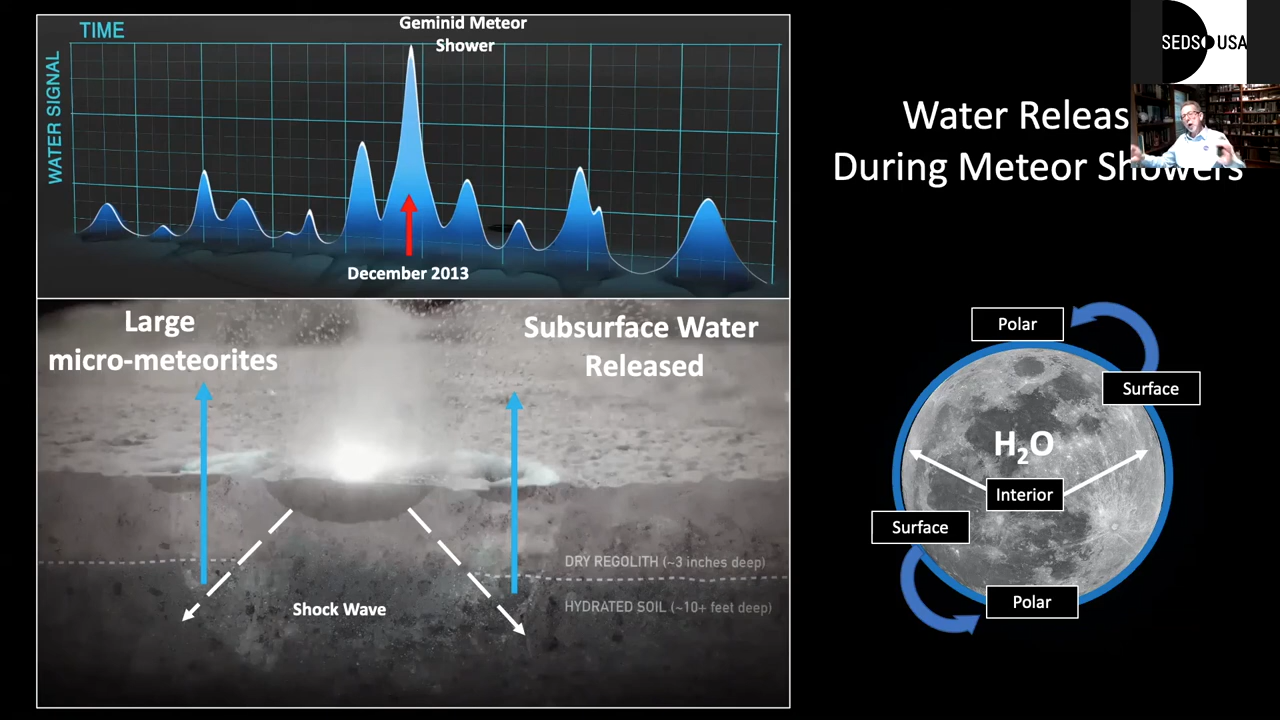 TIME
Geminid Meteor
Shower
WATER SIGNAL
December 2013
Large
micro-meteorites
Subsurface Water
Released
Shock Wave
DRY REGOLITH (~3 inches deep)
HYDRATED SOIL (~10+ feet deep)
SEDS USA
Water Releas
During Meteor Showers
Polar
Surface
H₂O
Interior
Surface
Polar